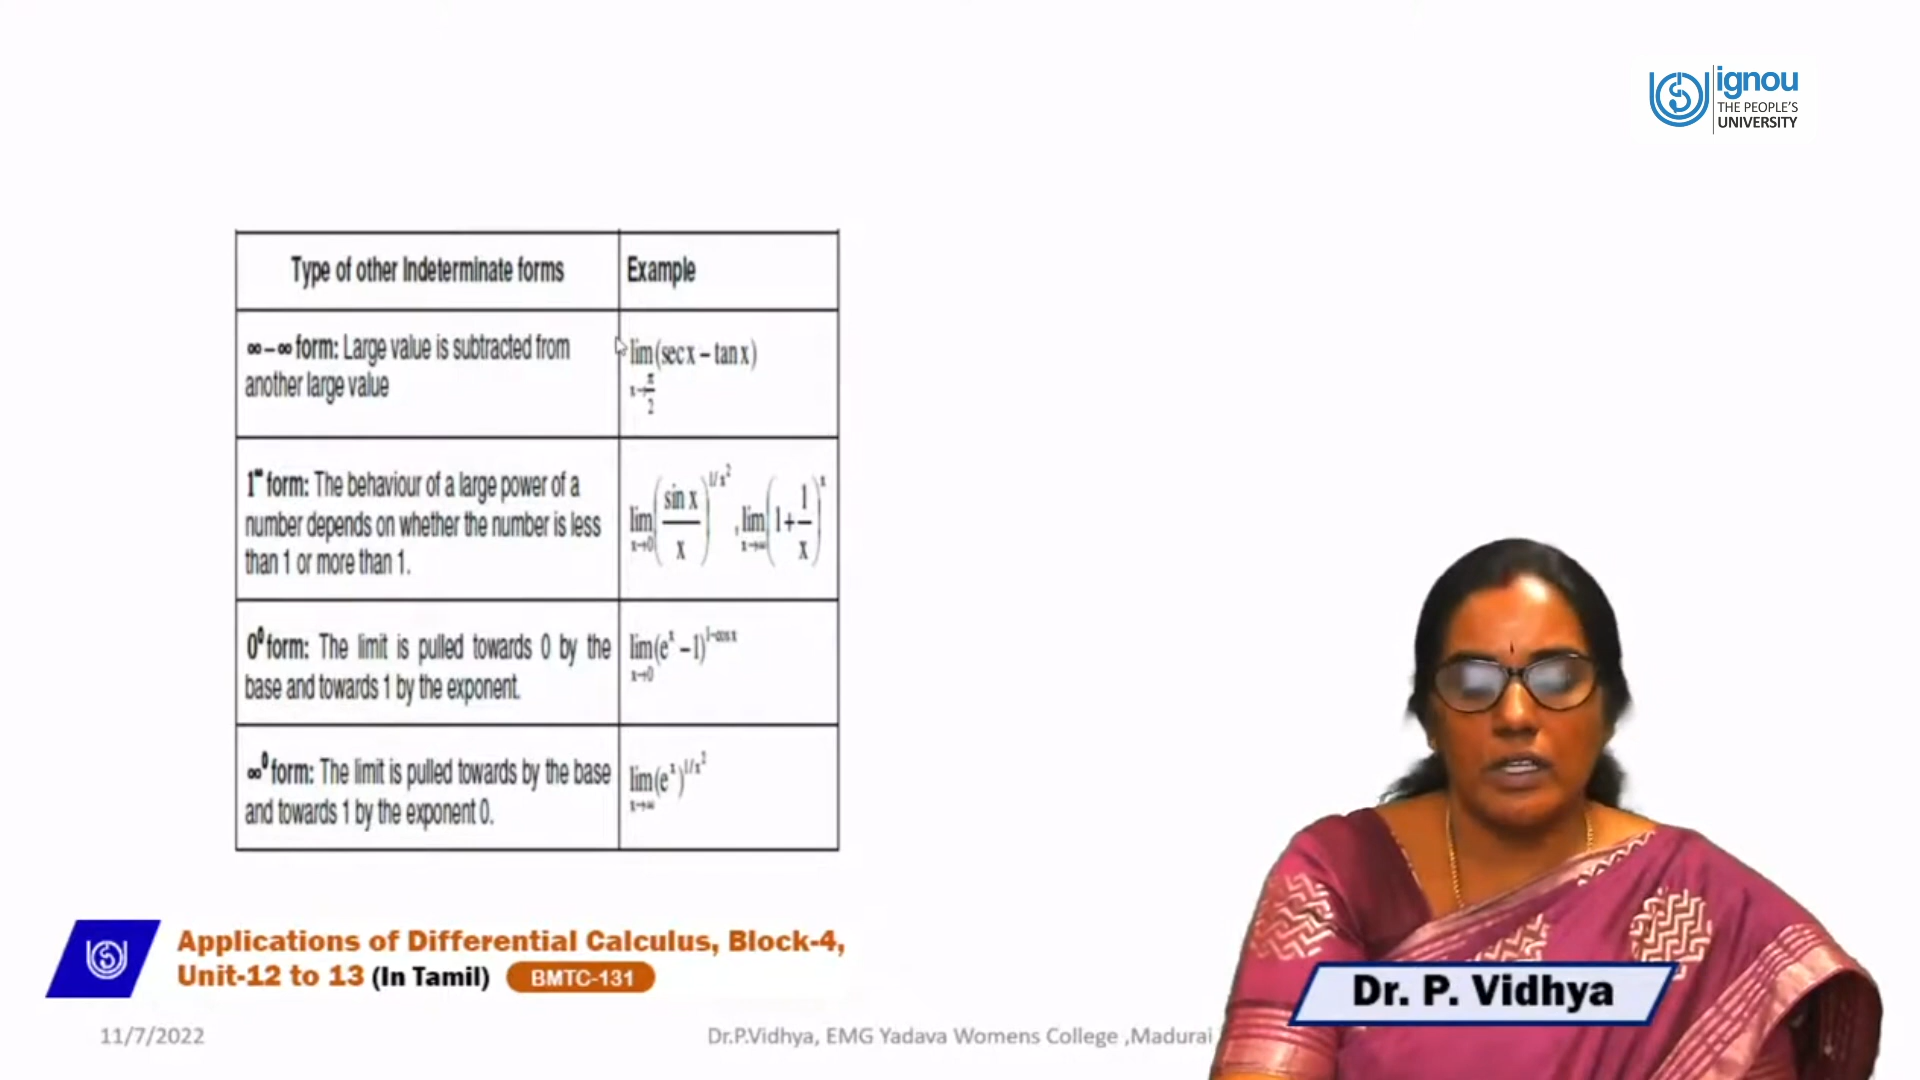 ignou
THE PEOPLE'S
UNIVERSITY
Type of other Indeterminate forms
Example
∞ – ∞ form: Large value is subtracted from
another large value
lim(sec x – tan x)
x→π/2
1^∞ form: The behaviour of a large power of a
number depends on whether the number is less
than 1 or more than 1.
lim x→0 (sin x / x)^(1/x²) , lim x→∞ (1 + 1/x)^x
0⁰ form: The limit is pulled towards 0 by the
base and towards 1 by the exponent.
lim x→0 (e^x – 1)^(1–cos x)
∞⁰ form: The limit is pulled towards by the base
and towards 1 by the exponent 0.
lim x→∞ (e^x)^(1/x²)
Applications of Differential Calculus, Block-4,
Unit-12 to 13 (In Tamil) BMTC-131
Dr. P. Vidhya
11/7/2022
Dr.P.Vidhya, EMG Yadava Womens College ,Madurai